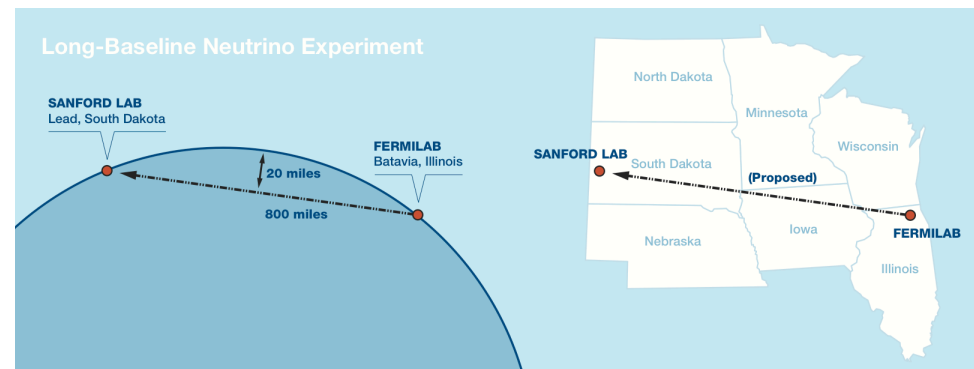 Long-Baseline Neutrino Experiment
SANFORD LAB
Lead, South Dakota
FERMILAB
Batavia, Illinois
20 miles
800 miles
North Dakota
Minnesota
Wisconsin
SANFORD LAB
South Dakota
(Proposed)
FERMILAB
Iowa
Nebraska
Illinois